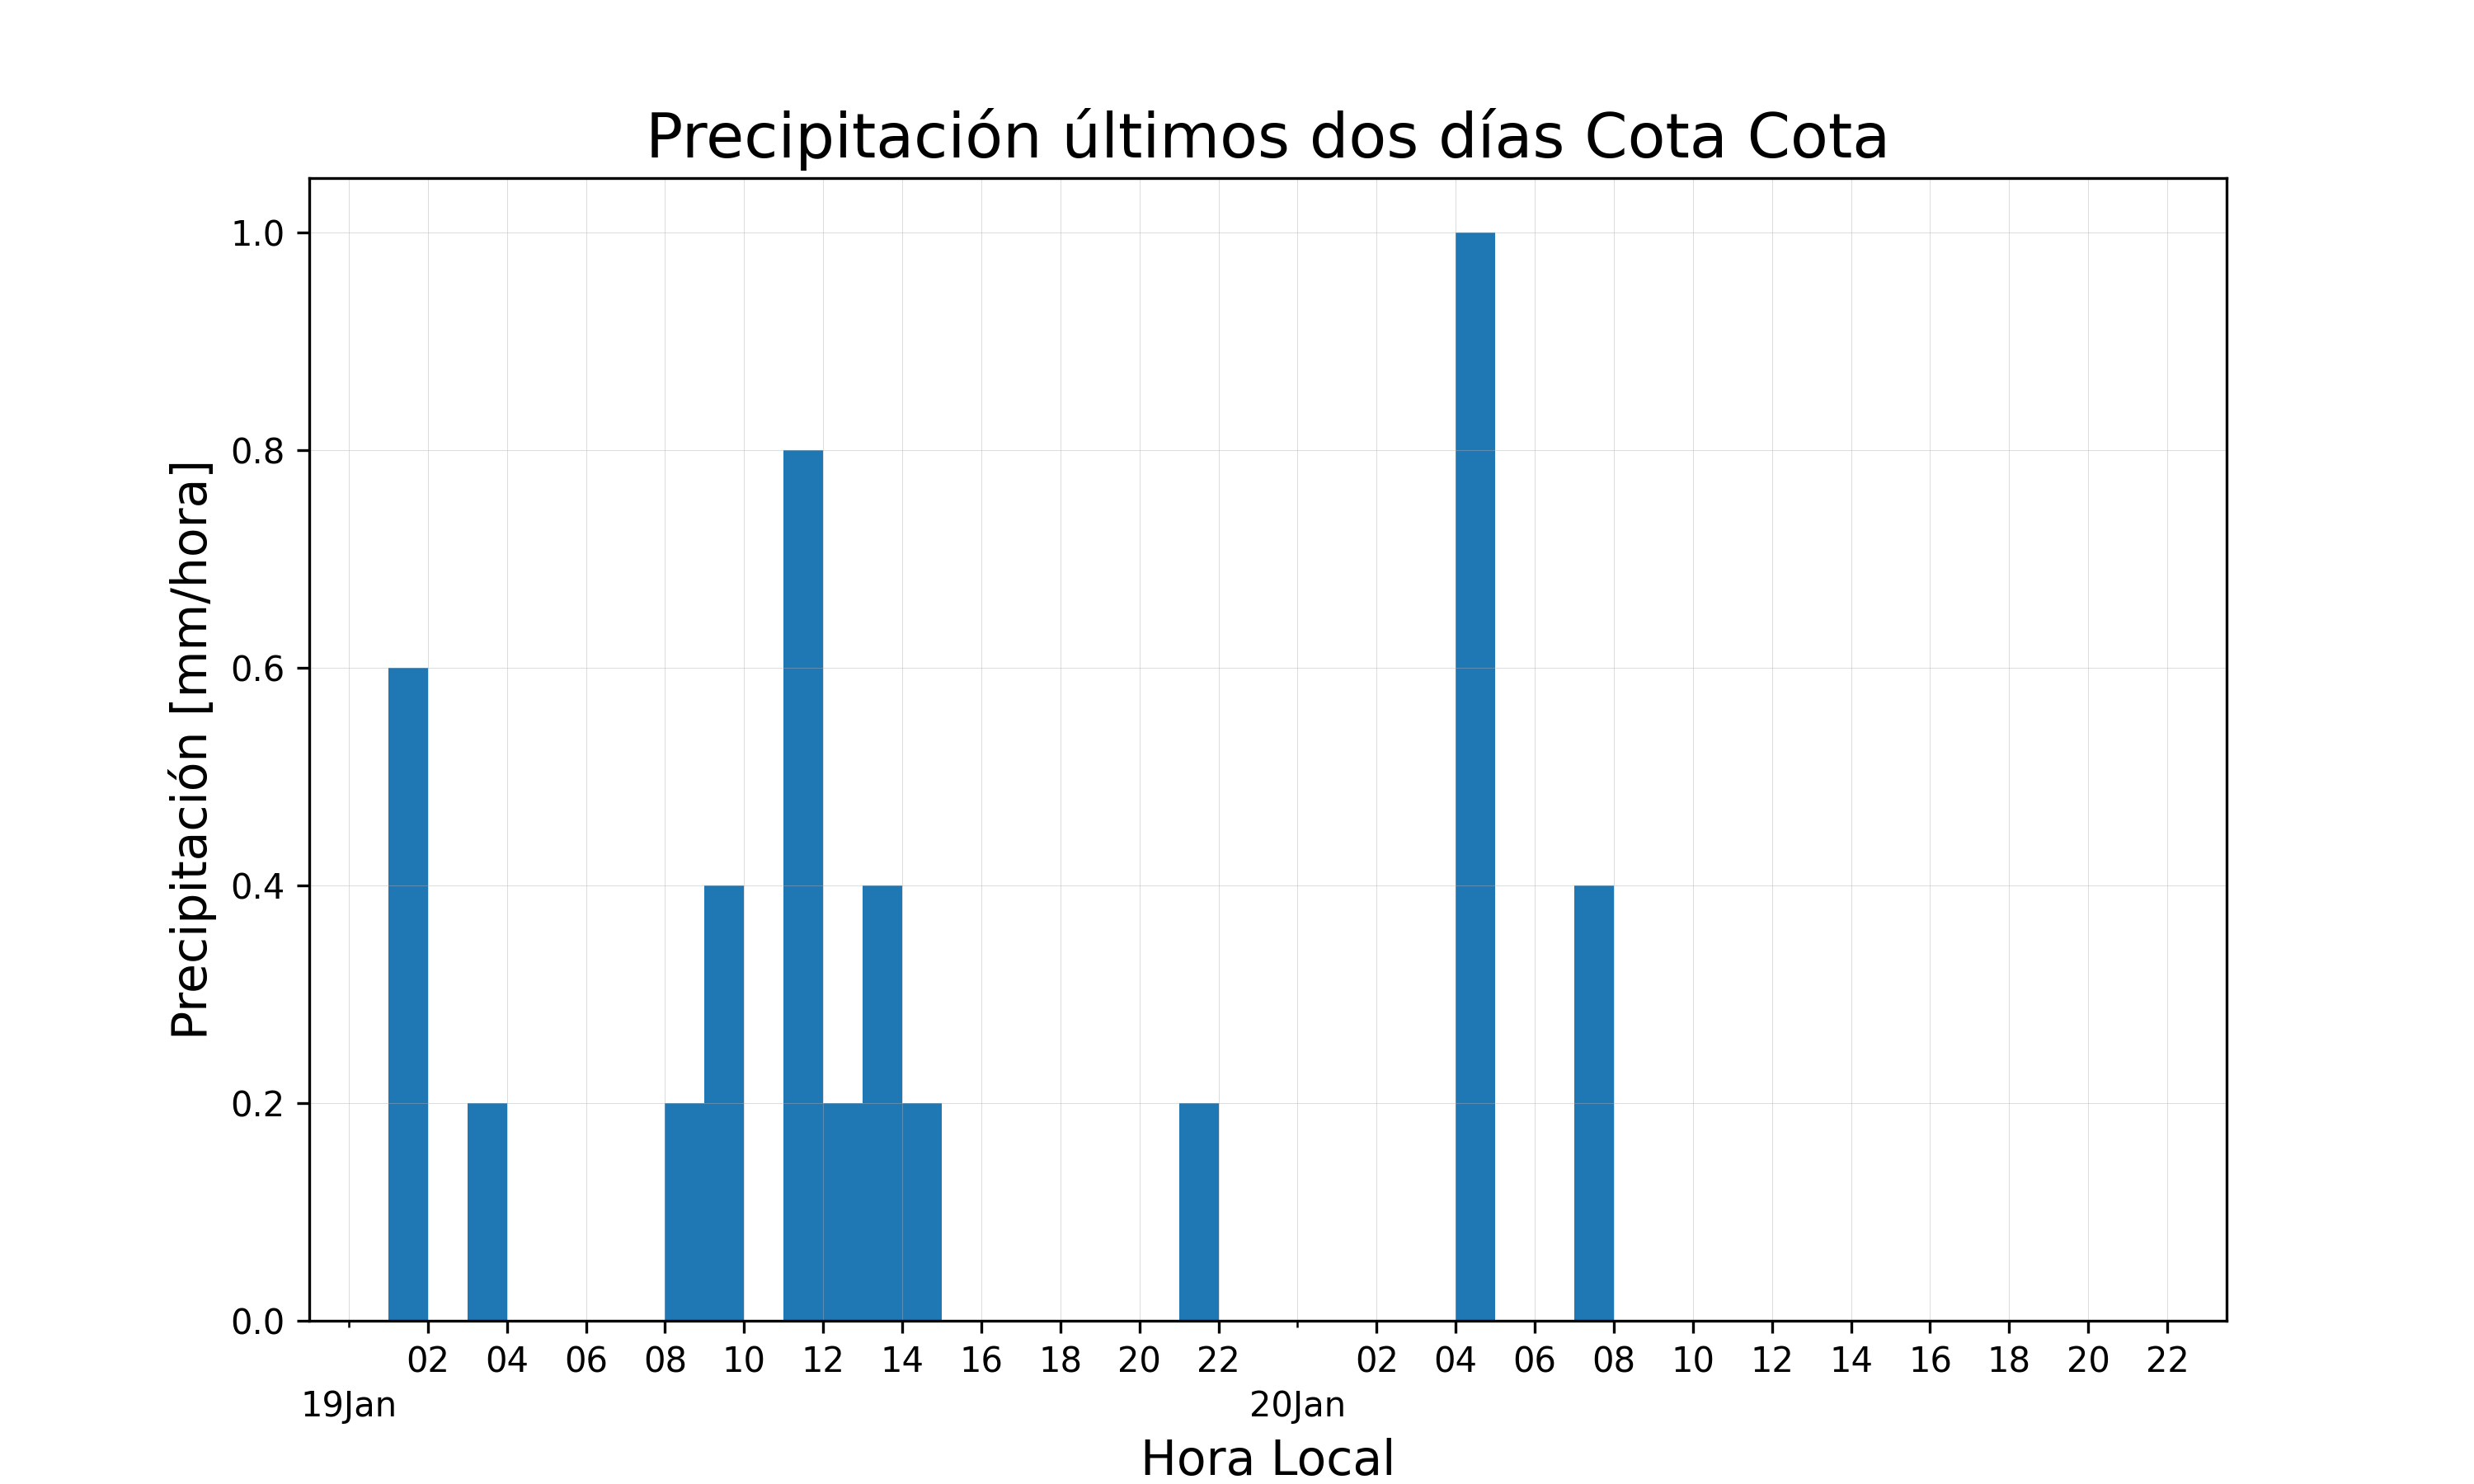 Precipitación últimos dos días Cota Cota
Precipitación [mm/hora]
1.0
0.8
0.6
0.4
0.2
0.0
02 04 06 08 10 12 14 16 18 20 22 02 04 06 08 10 12 14 16 18 20 22
19Jan 20Jan
Hora Local